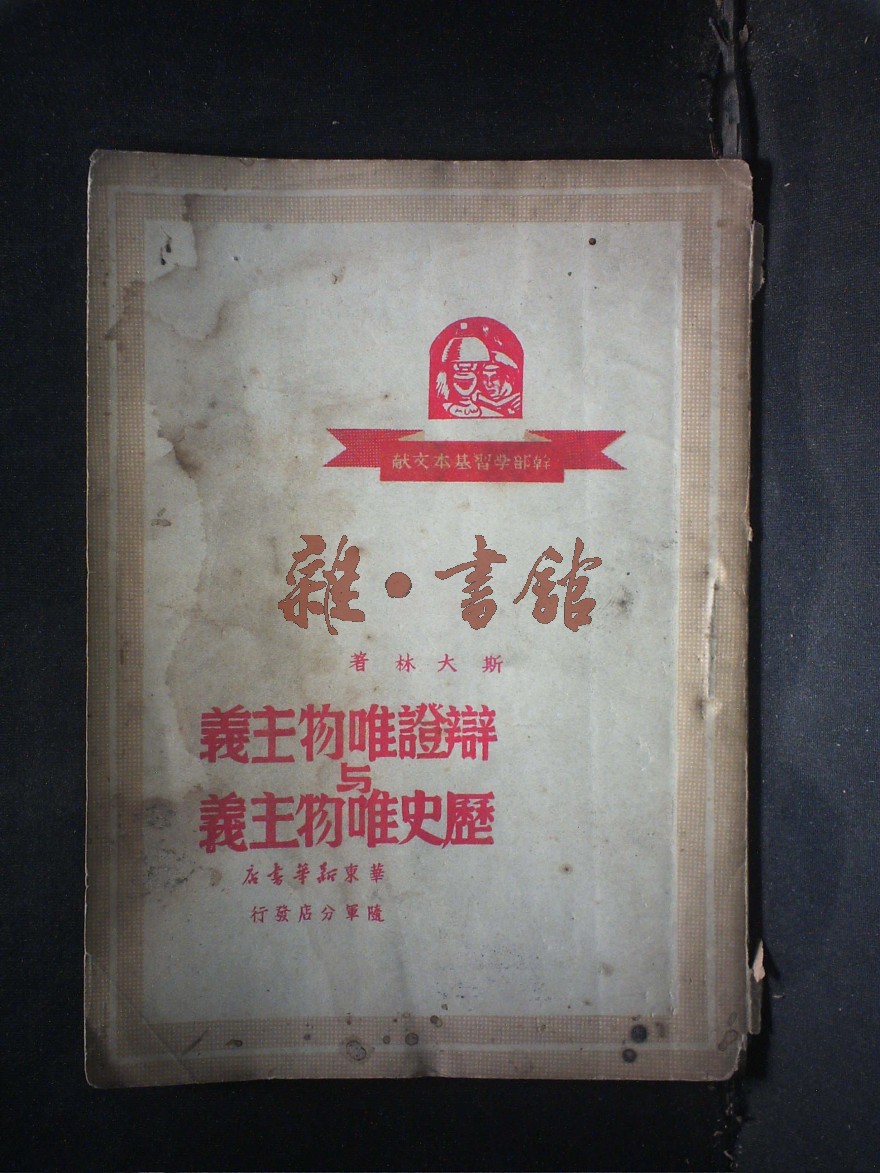 幹部学習基本文献
雜·書館
斯大林著
辯證唯物主義
与
歷史唯物主義
華東新華書店
隨軍分店發行